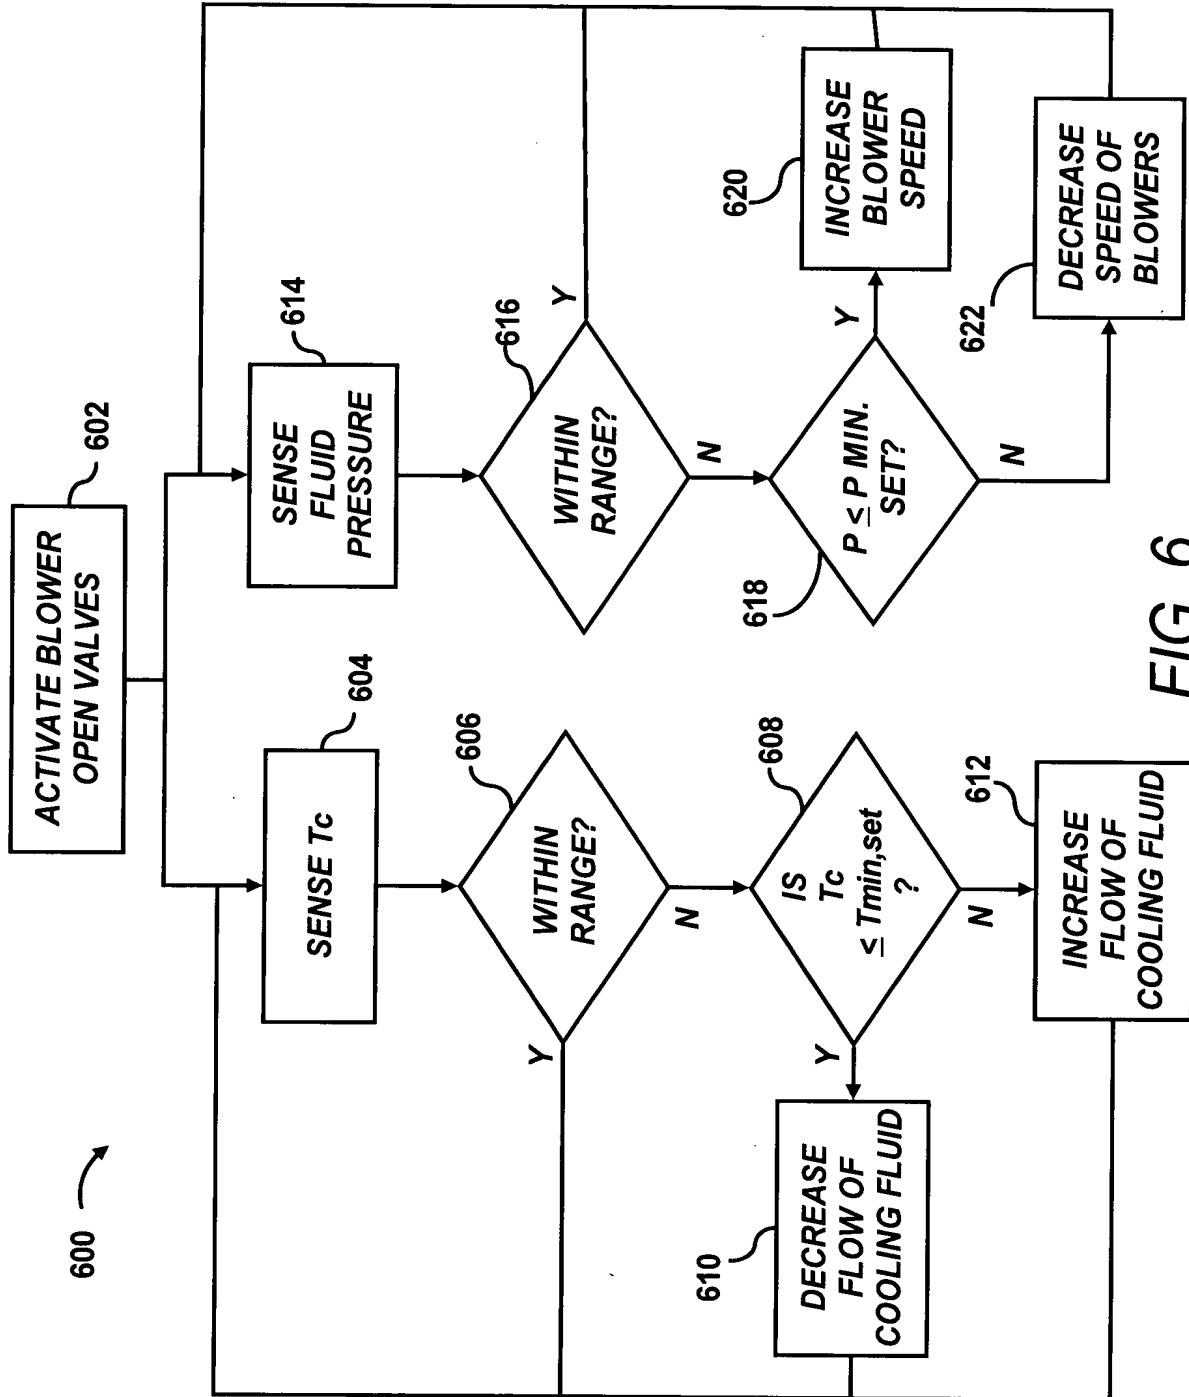 600
ACTIVATE BLOWER
OPEN VALVES
602
SENSE Tc
604
WITHIN
RANGE?
606
Y
N
IS
Tc
≤ Tmin,set
?
608
Y
N
610
DECREASE
FLOW OF
COOLING FLUID
612
INCREASE
FLOW OF
COOLING FLUID
SENSE
FLUID
PRESSURE
614
WITHIN
RANGE?
616
Y
N
P ≤ P MIN.
SET?
618
Y
N
620
INCREASE
BLOWER
SPEED
622
DECREASE
SPEED OF
BLOWERS
FIG. 6